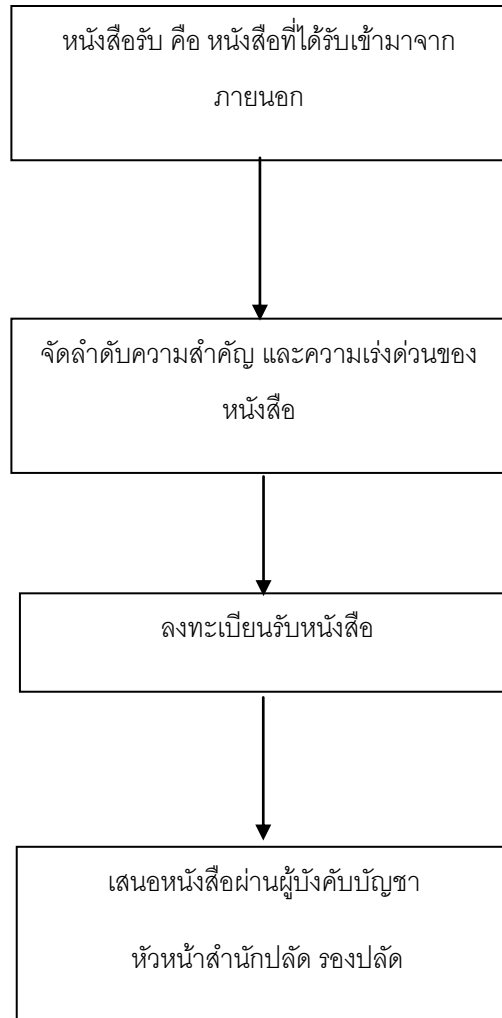 หนังสือรับ คือ หนังสือที่ได้รับเข้ามาจาก
ภายนอก
จัดลำดับความสำคัญ และความเร่งด่วนของ
หนังสือ
ลงทะเบียนรับหนังสือ
เสนอหนังสือผ่านผู้บังคับบัญชา
หัวหน้าสำนักปลัด รองปลัด